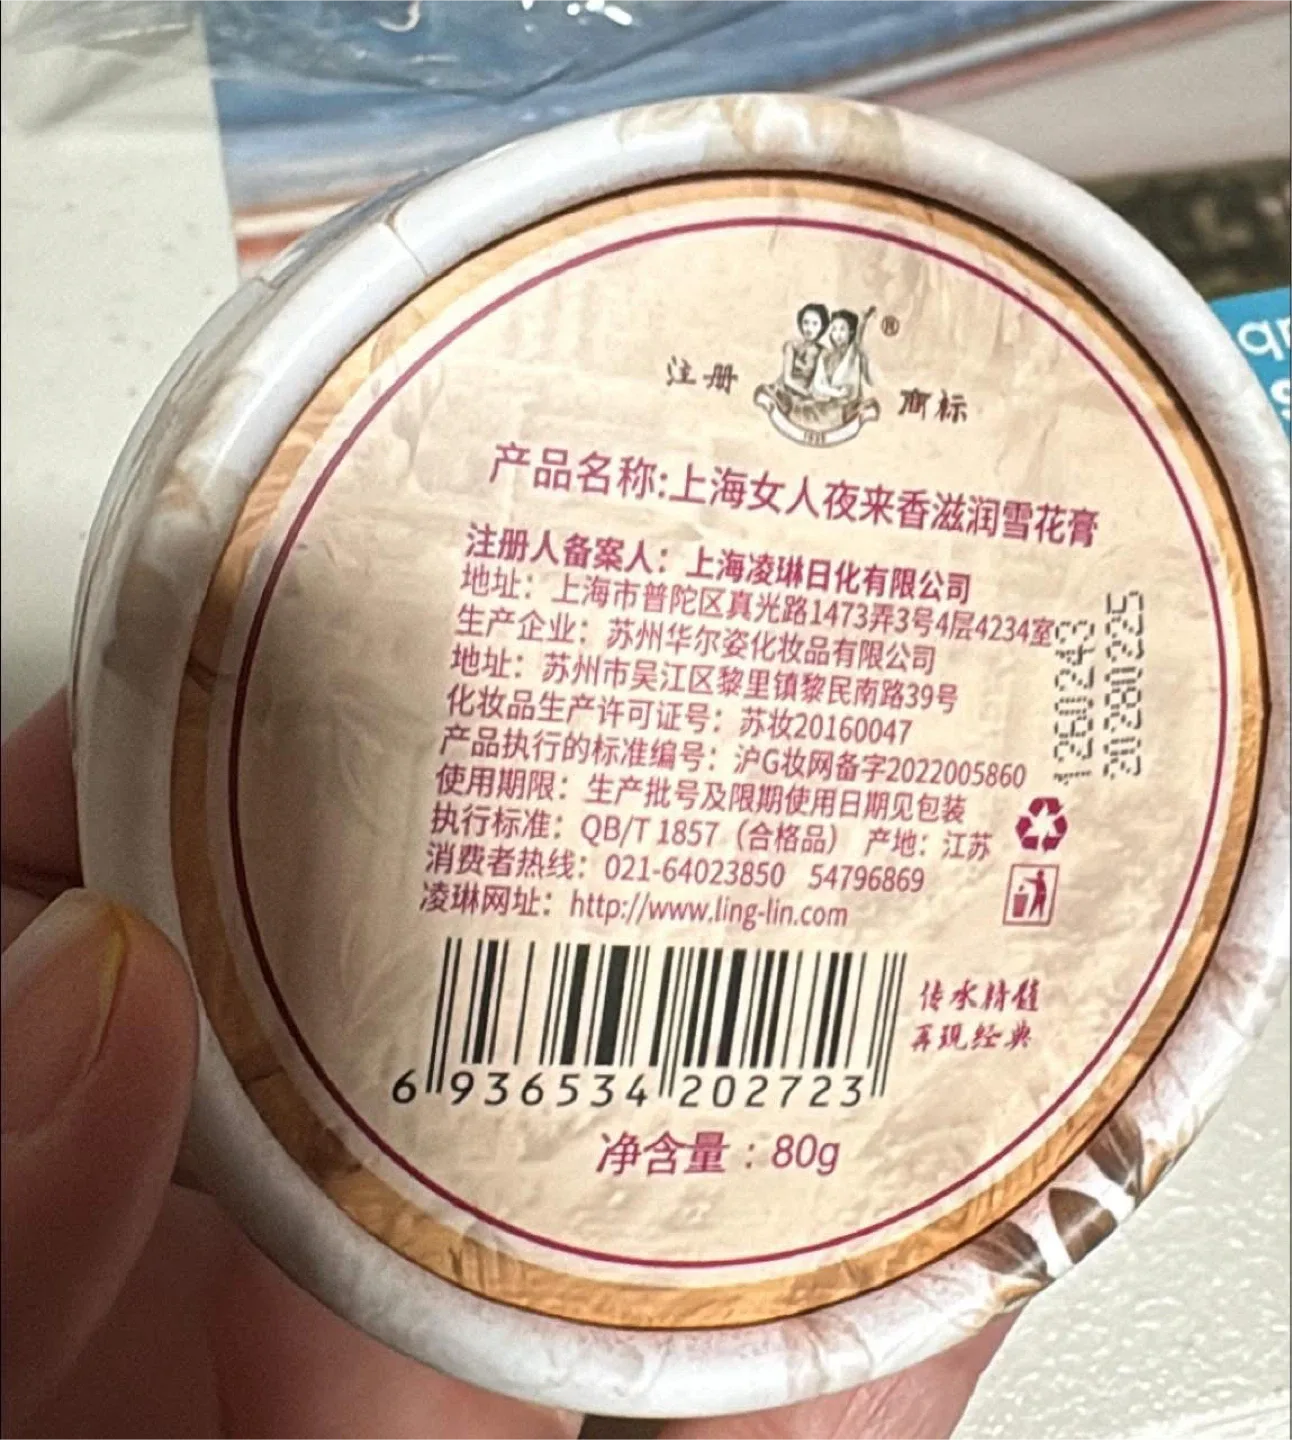 注册
商标
®
产品名称:上海女人夜来香滋润雪花膏
注册人备案人：上海凌琳日化有限公司
地址：上海市普陀区真光路1473弄3号4层4234室
生产企业：苏州华尔姿化妆品有限公司
地址：苏州市吴江区黎里镇黎民南路39号
化妆品生产许可证号：苏妆20160047
产品执行的标准编号：沪G妆网备字2022005860
使用期限：生产批号及限期使用日期见包装
执行标准：QB/T 1857（合格品） 产地：江苏
消费者热线：021-64023850 54796869
凌琳网址：http://www.ling-lin.com
1260243
20280225
传承精髓
再现经典
6 936534 202723
净含量：80g